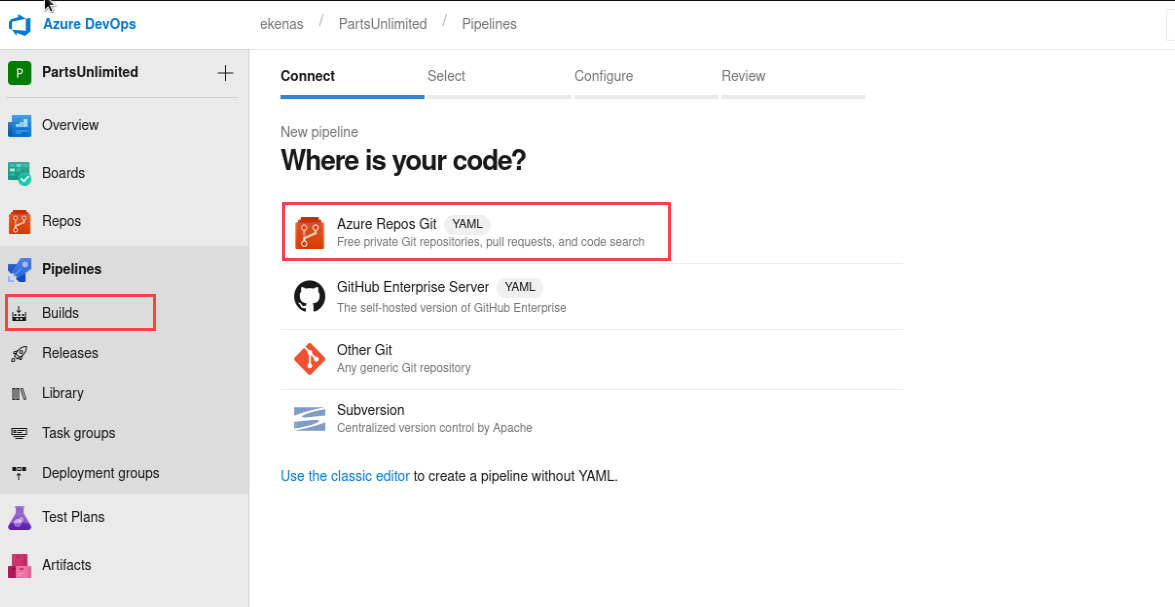 Azure DevOps
ekenas / PartsUnlimited / Pipelines
P PartsUnlimited
Overview
Boards
Repos
Pipelines
Builds
Releases
Library
Task groups
Deployment groups
Test Plans
Artifacts
Connect Select Configure Review
New pipeline
Where is your code?
Azure Repos Git YAML
Free private Git repositories, pull requests, and code search
GitHub Enterprise Server YAML
The self-hosted version of GitHub Enterprise
Other Git
Any generic Git repository
Subversion
Centralized version control by Apache
Use the classic editor to create a pipeline without YAML.